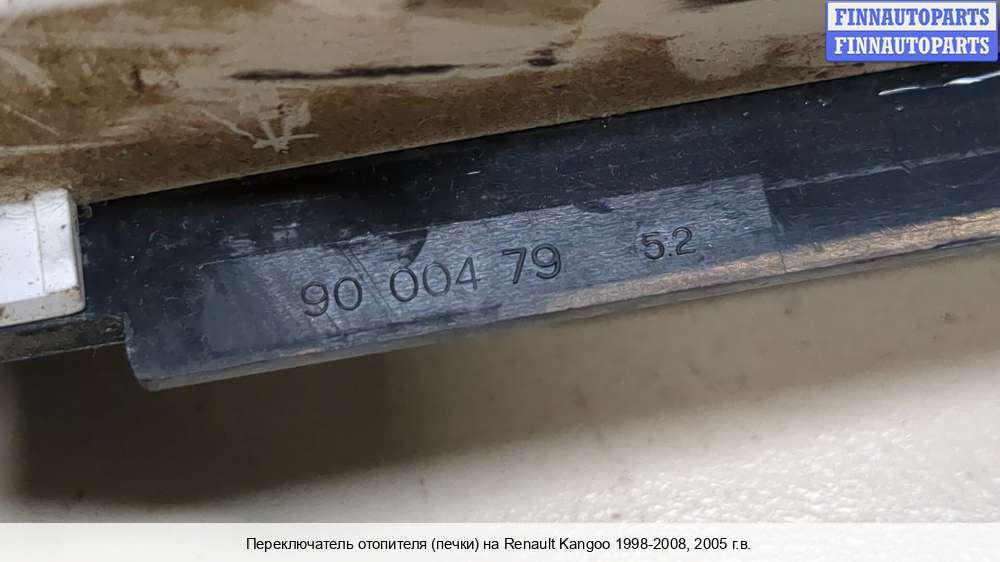 FINNAUTOPARTS
FINNAUTOPARTS
90 004 79 5.2
Переключатель отопителя (печки) на Renault Kangoo 1998-2008, 2005 г.в.